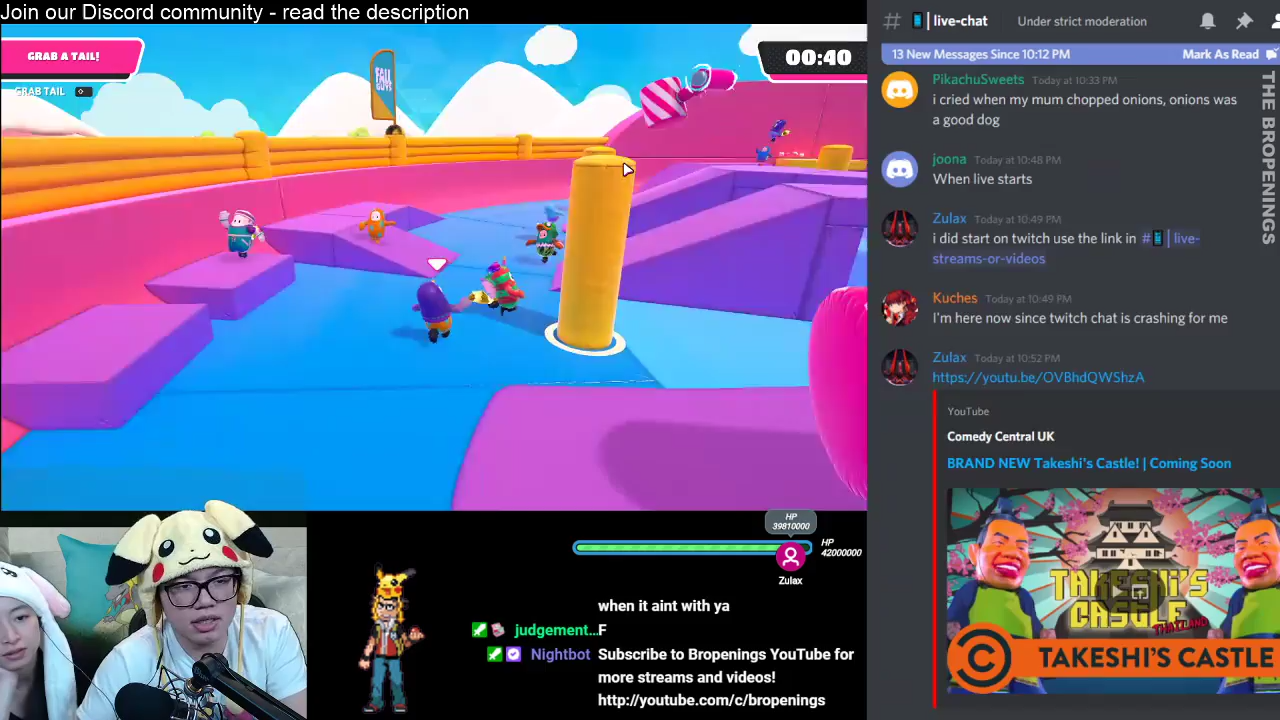 Join our Discord community - read the description
GRAB A TAIL!
GRAB TAIL
FALL
GUYS
00:40
# | live-chat Under strict moderation
13 New Messages Since 10:12 PM Mark As Read
PikachuSweets Today at 10:33 PM
i cried when my mum chopped onions, onions was
a good dog
joona Today at 10:48 PM
When live starts
Zulax Today at 10:49 PM
i did start on twitch use the link in # | live-
streams-or-videos
Kuches Today at 10:49 PM
I'm here now since twitch chat is crashing for me
Zulax Today at 10:52 PM
https://youtu.be/OVBhdQWShzA
YouTube
Comedy Central UK
BRAND NEW Takeshi's Castle! | Coming Soon
TAKESHI'S
CASTLE
THAILAND
TAKESHI'S CASTLE
THE BROPENINGS
HP
39810000
HP
42000000
Zulax
when it aint with ya
judgement... F
Nightbot Subscribe to Bropenings YouTube for
more streams and videos!
http://youtube.com/c/bropenings